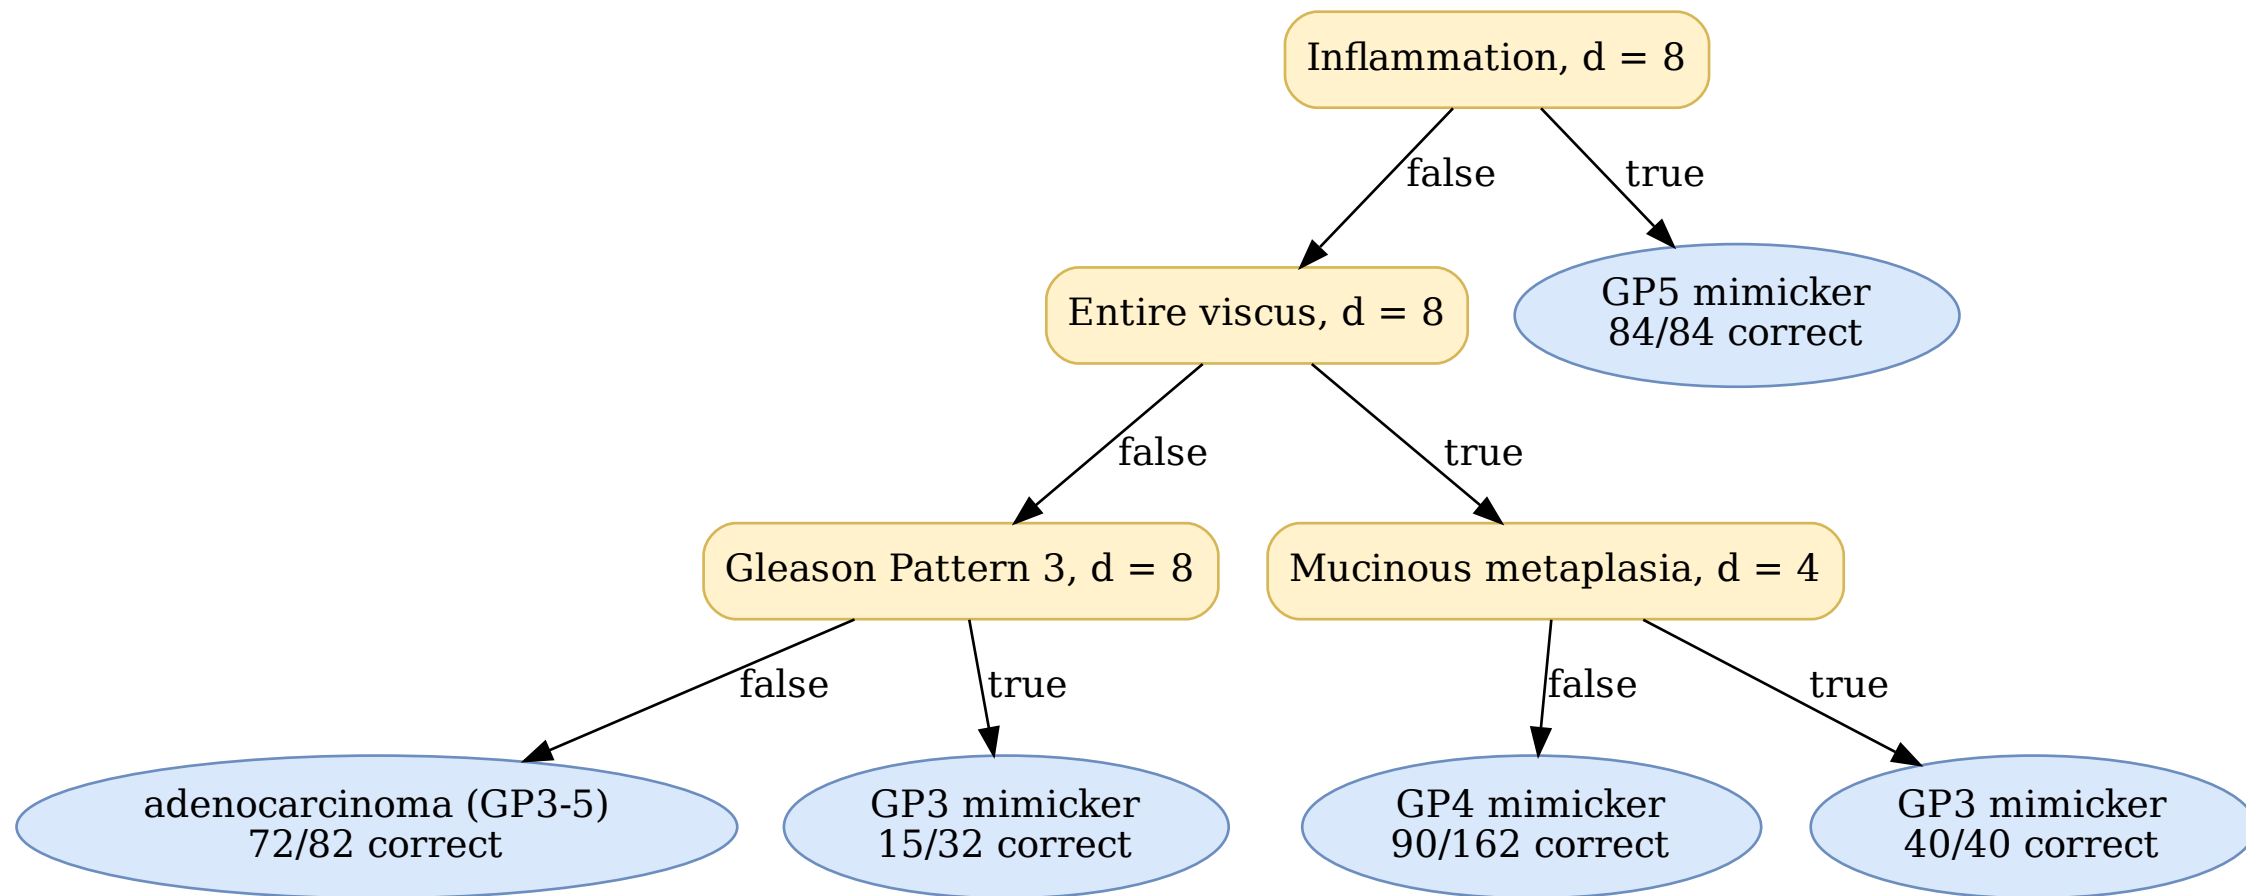 Inflammation, d = 8
false
true
Entire viscus, d = 8
GP5 mimicker
84/84 correct
false
true
Gleason Pattern 3, d = 8
Mucinous metaplasia, d = 4
false
true
false
true
adenocarcinoma (GP3-5)
72/82 correct
GP3 mimicker
15/32 correct
GP4 mimicker
90/162 correct
GP3 mimicker
40/40 correct